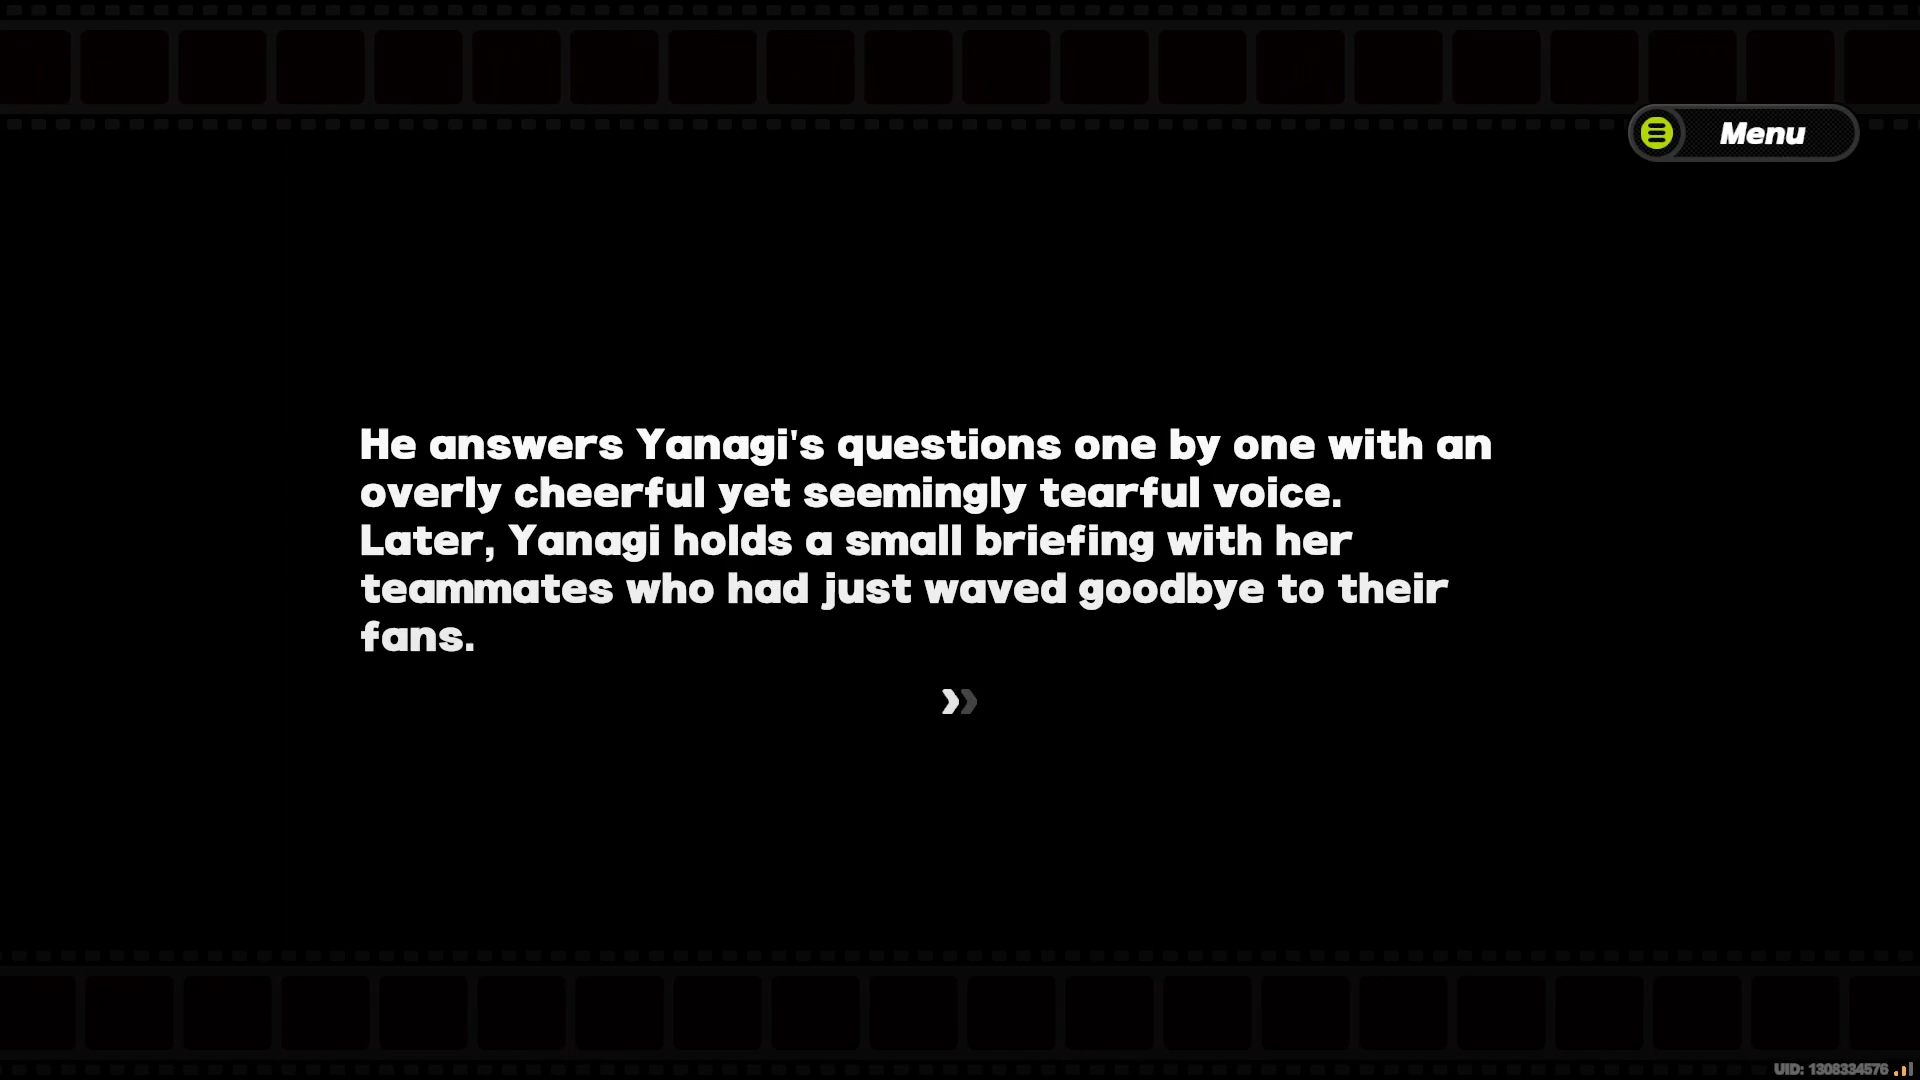 Menu
He answers Yanagi's questions one by one with an
overly cheerful yet seemingly tearful voice.
Later, Yanagi holds a small briefing with her
teammates who had just waved goodbye to their
fans.
UID: 1308334576